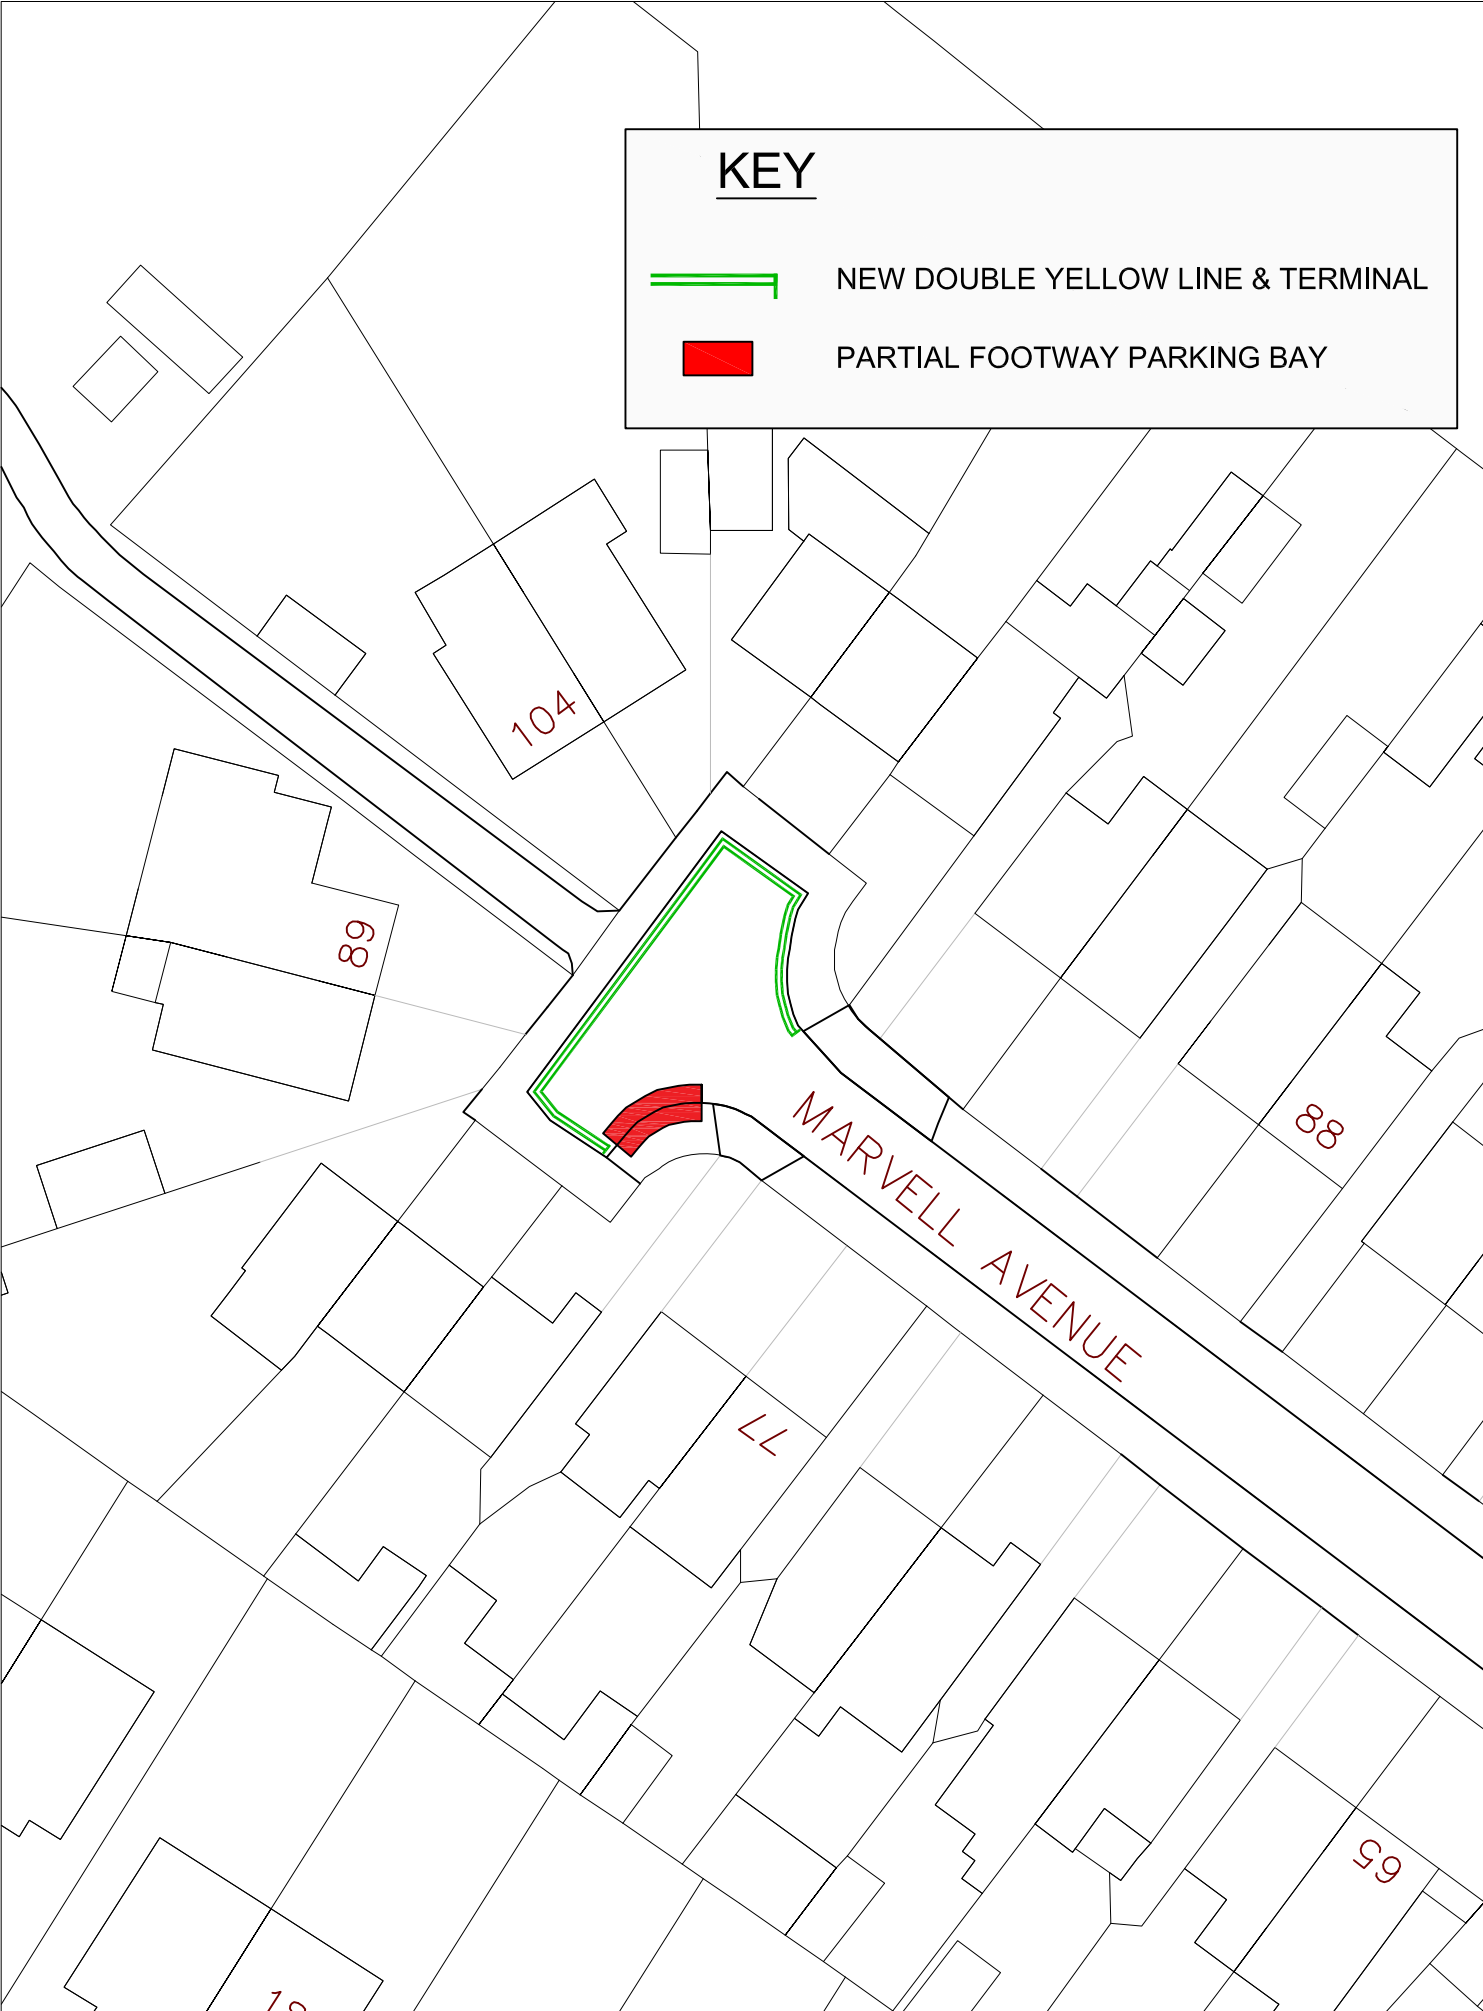 KEY
NEW DOUBLE YELLOW LINE & TERMINAL
PARTIAL FOOTWAY PARKING BAY
104
89
MARVELL AVENUE
88
77
65